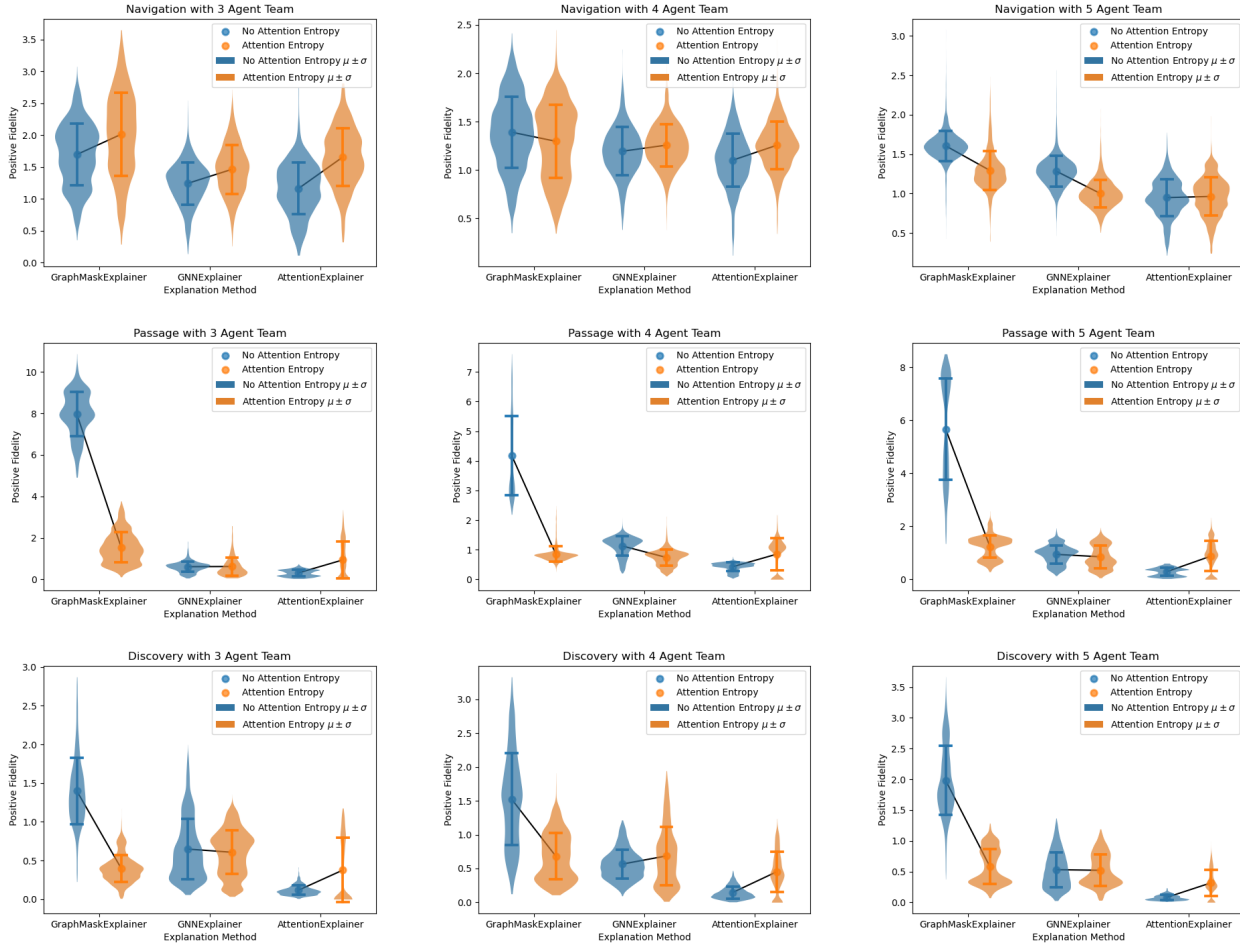 Navigation with 3 Agent Team
No Attention Entropy
Attention Entropy
No Attention Entropy μ ± σ
Attention Entropy μ ± σ
3.5
3.0
2.5
2.0
1.5
1.0
0.5
0.0
Positive Fidelity
GraphMaskExplainer GNNExplainer AttentionExplainer
Explanation Method
Navigation with 4 Agent Team
No Attention Entropy
Attention Entropy
No Attention Entropy μ ± σ
Attention Entropy μ ± σ
2.5
2.0
1.5
1.0
0.5
Positive Fidelity
GraphMaskExplainer GNNExplainer AttentionExplainer
Explanation Method
Navigation with 5 Agent Team
No Attention Entropy
Attention Entropy
No Attention Entropy μ ± σ
Attention Entropy μ ± σ
3.0
2.5
2.0
1.5
1.0
0.5
Positive Fidelity
GraphMaskExplainer GNNExplainer AttentionExplainer
Explanation Method
Passage with 3 Agent Team
No Attention Entropy
Attention Entropy
No Attention Entropy μ ± σ
Attention Entropy μ ± σ
10
8
6
4
2
0
Positive Fidelity
GraphMaskExplainer GNNExplainer AttentionExplainer
Explanation Method
Passage with 4 Agent Team
No Attention Entropy
Attention Entropy
No Attention Entropy μ ± σ
Attention Entropy μ ± σ
7
6
5
4
3
2
1
0
Positive Fidelity
GraphMaskExplainer GNNExplainer AttentionExplainer
Explanation Method
Passage with 5 Agent Team
No Attention Entropy
Attention Entropy
No Attention Entropy μ ± σ
Attention Entropy μ ± σ
8
6
4
2
0
Positive Fidelity
GraphMaskExplainer GNNExplainer AttentionExplainer
Explanation Method
Discovery with 3 Agent Team
No Attention Entropy
Attention Entropy
No Attention Entropy μ ± σ
Attention Entropy μ ± σ
3.0
2.5
2.0
1.5
1.0
0.5
0.0
Positive Fidelity
GraphMaskExplainer GNNExplainer AttentionExplainer
Explanation Method
Discovery with 4 Agent Team
No Attention Entropy
Attention Entropy
No Attention Entropy μ ± σ
Attention Entropy μ ± σ
3.0
2.5
2.0
1.5
1.0
0.5
0.0
Positive Fidelity
GraphMaskExplainer GNNExplainer AttentionExplainer
Explanation Method
Discovery with 5 Agent Team
No Attention Entropy
Attention Entropy
No Attention Entropy μ ± σ
Attention Entropy μ ± σ
3.5
3.0
2.5
2.0
1.5
1.0
0.5
0.0
Positive Fidelity
GraphMaskExplainer GNNExplainer AttentionExplainer
Explanation Method